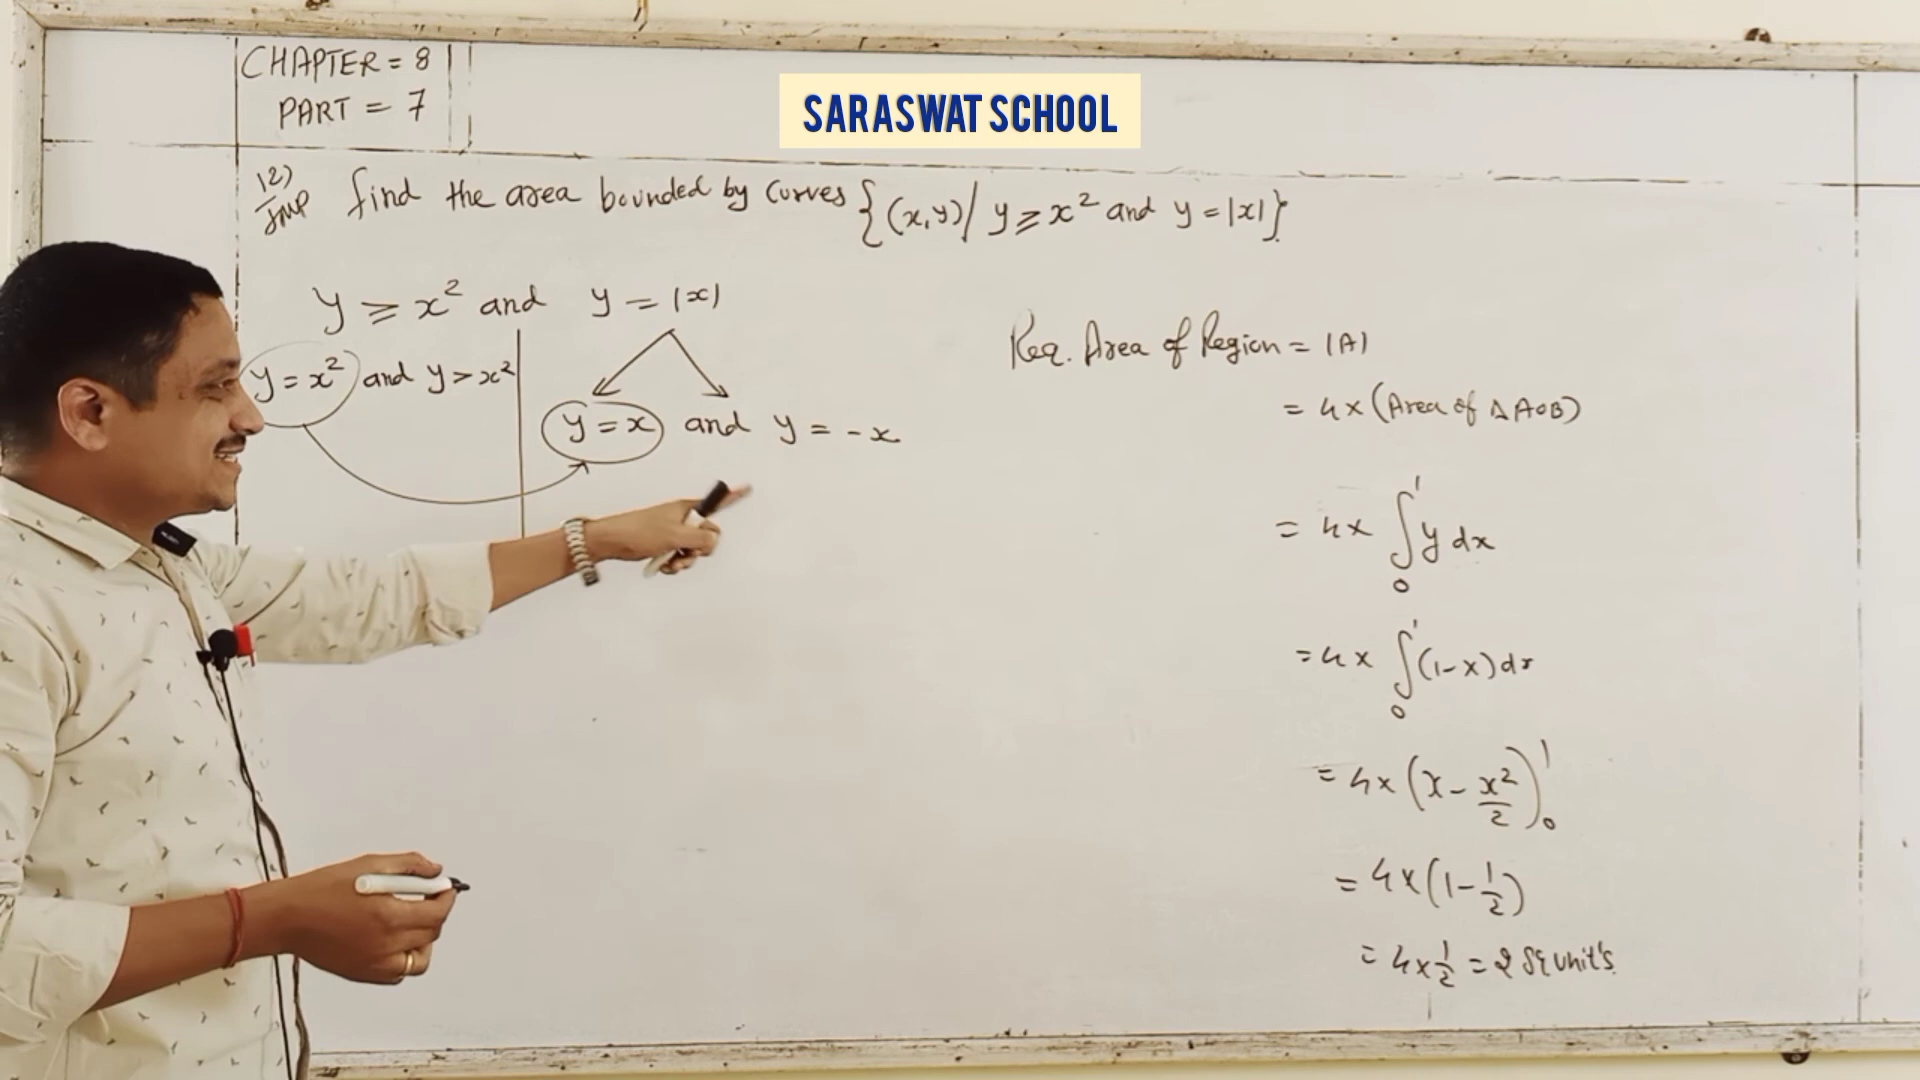 CHAPTER = 8
PART = 7
SARASWAT SCHOOL
12) Imp find the area bounded by curves {(x,y)/ y ≥ x² and y = |x|}
y ≥ x² and y = |x|
y = x² and y > x²
y = x and y = -x
Req. Area of Region = |A|
= 4 x (Area of Δ AOB)
= 4 x ∫₀¹ y dx
= 4 x ∫₀¹ (1-x) dx
= 4 x (x - x²/2)₀¹
= 4 x (1 - 1/2)
= 4 x 1/2 = 2 sq unit's